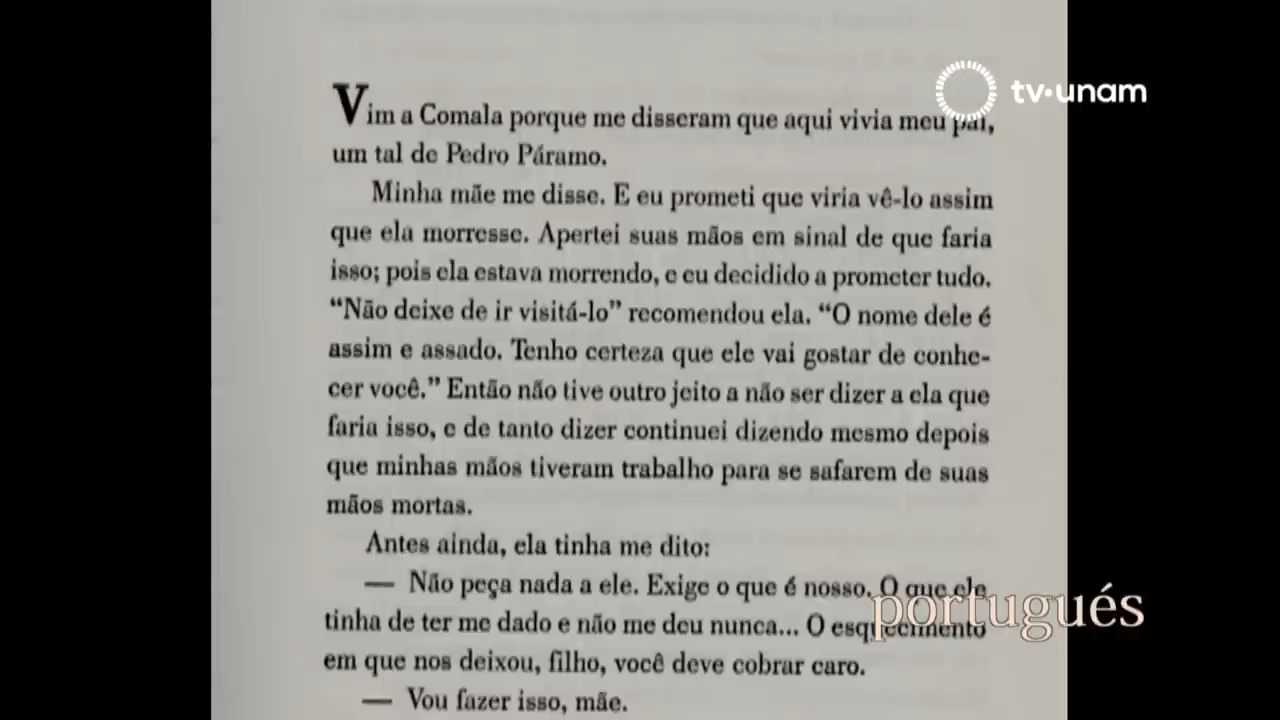 tv·unam
Vim a Comala porque me disseram que aqui vivia meu pai,
um tal de Pedro Páramo.
Minha mãe me disse. E eu prometi que viria vê-lo assim
que ela morresse. Apertei suas mãos em sinal de que faria
isso; pois ela estava morrendo, e eu decidido a prometer tudo.
“Não deixe de ir visitá-lo” recomendou ela. “O nome dele é
assim e assado. Tenho certeza que ele vai gostar de conhe-
cer você.” Então não tive outro jeito a não ser dizer a ela que
faria isso, e de tanto dizer continuei dizendo mesmo depois
que minhas mãos tiveram trabalho para se safarem de suas
mãos mortas.
Antes ainda, ela tinha me dito:
— Não peça nada a ele. Exige o que é nosso. O que ele
tinha de ter me dado e não me deu nunca... O esquecimento
em que nos deixou, filho, você deve cobrar caro.
— Vou fazer isso, mãe.
portugués